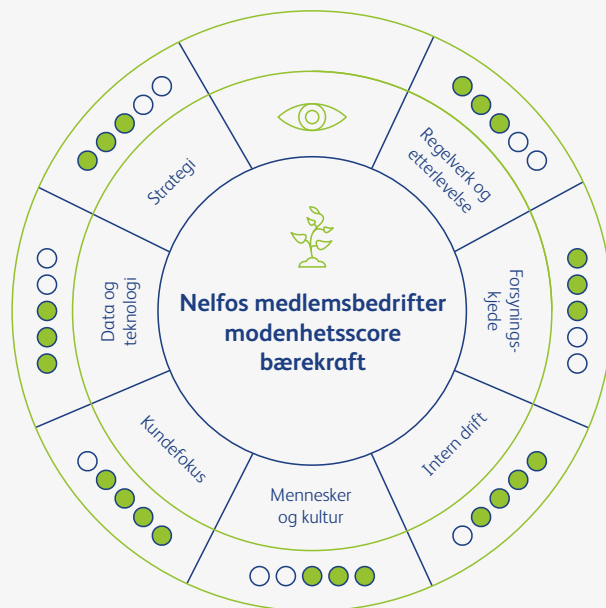 Nelfos medlemsbedrifter
modenhetsscore
bærekraft
Regelverk og
etterlevelse
Forsynings-
kjede
Intern drift
Mennesker
og kultur
Kundefokus
Data og
teknologi
Strategi